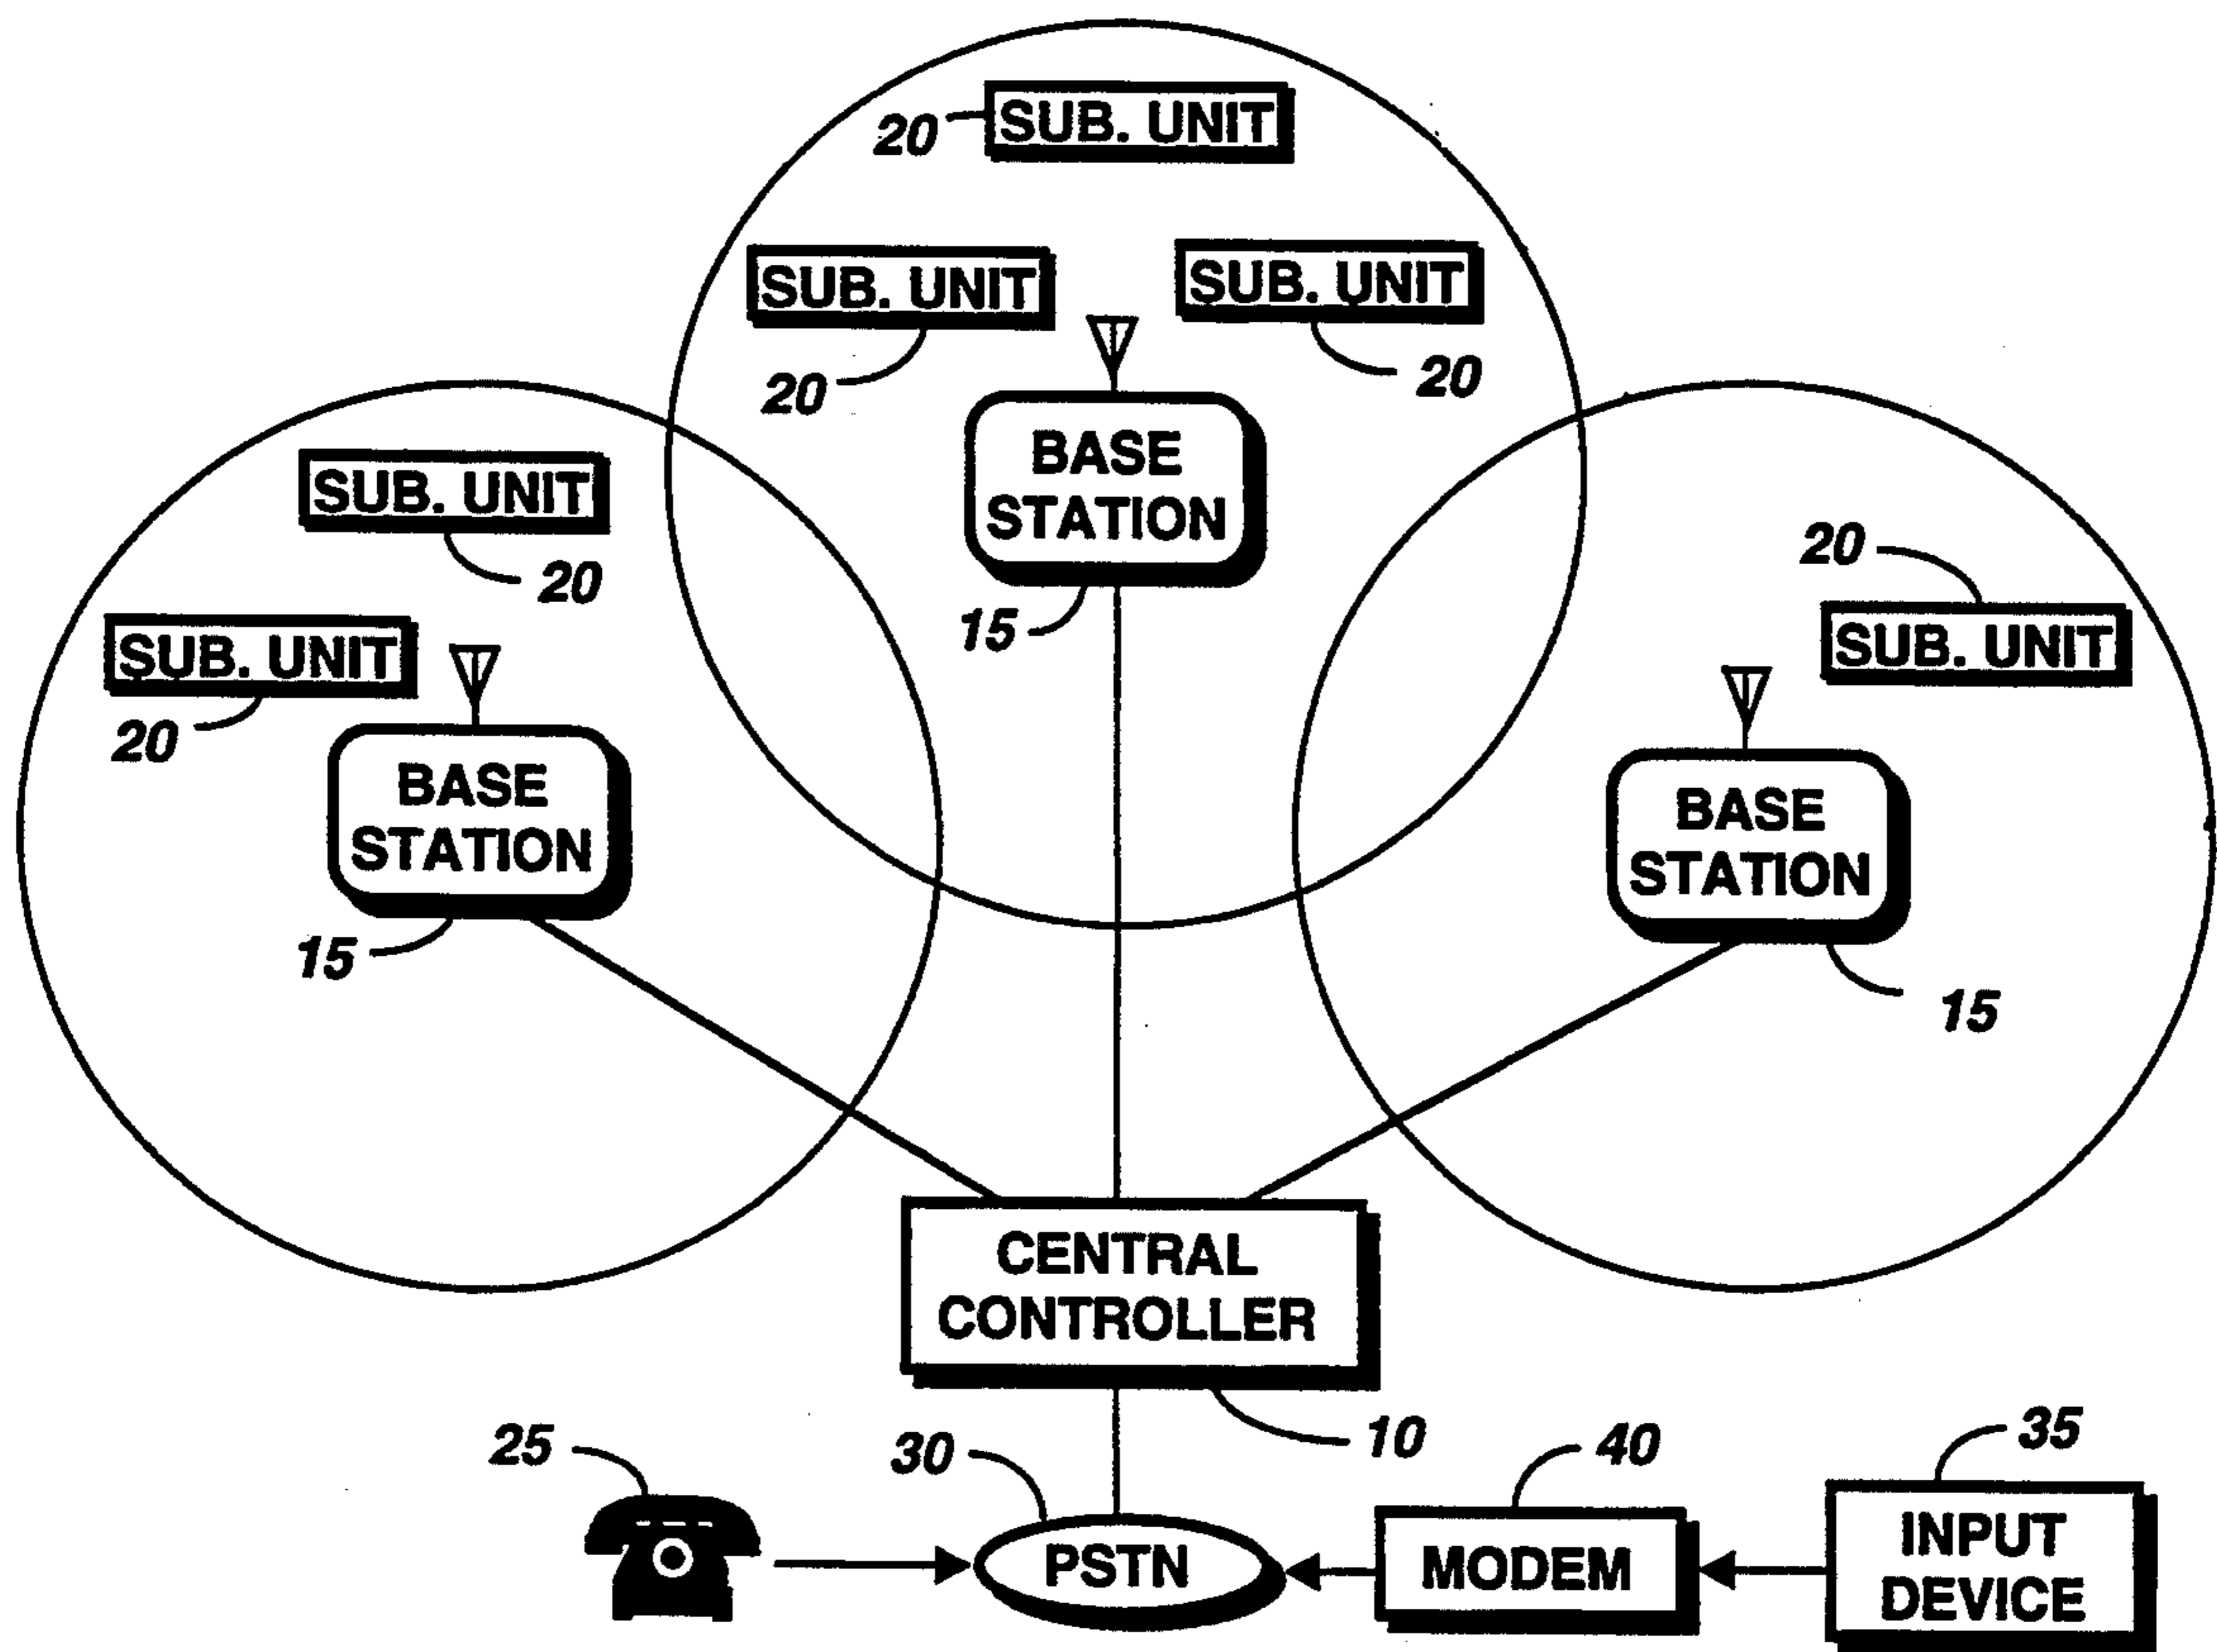 20
SUB. UNIT
SUB. UNIT
SUB. UNIT
20
20
BASE
STATION
15
SUB. UNIT
20
SUB. UNIT
20
BASE
STATION
15
20
SUB. UNIT
BASE
STATION
15
CENTRAL
CONTROLLER
10
25
30
PSTN
40
MODEM
35
INPUT
DEVICE